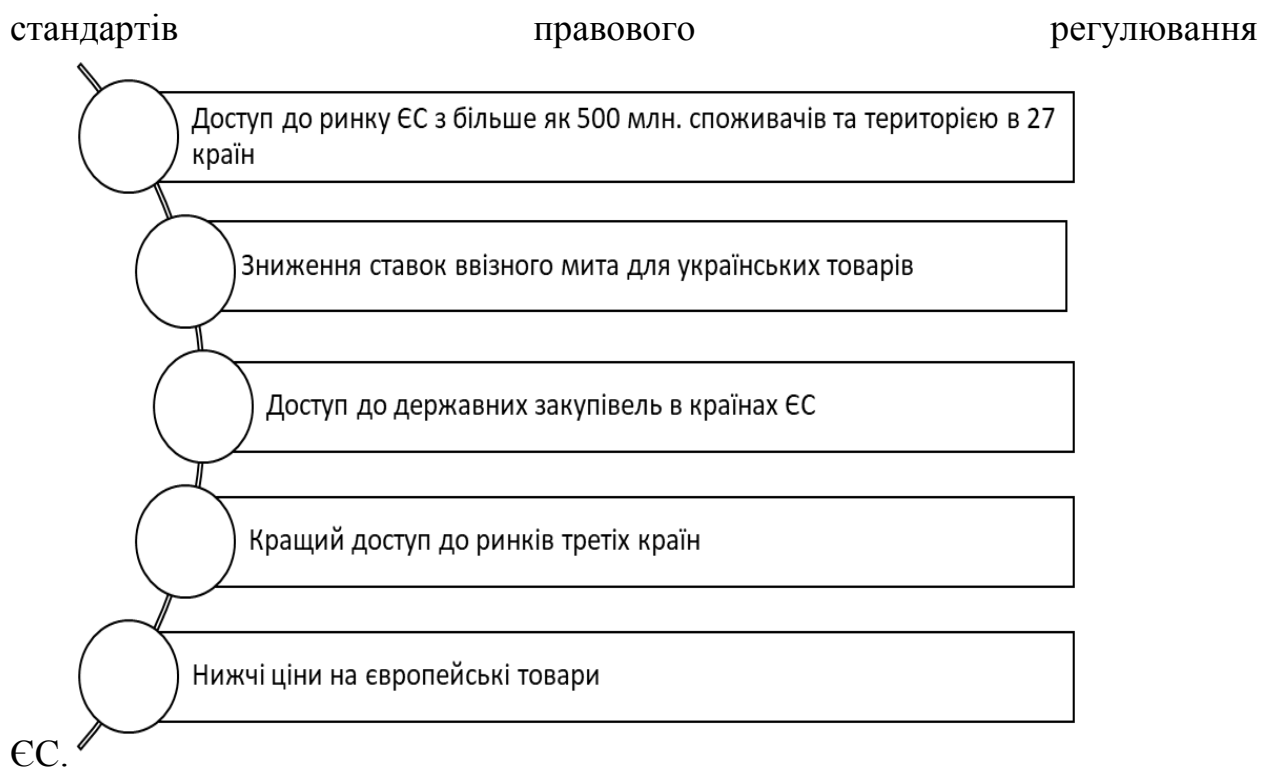 стандартів правового регулювання
Доступ до ринку ЄС з більше як 500 млн. споживачів та територією в 27
країн
Зниження ставок ввізного мита для українських товарів
Доступ до державних закупівель в країнах ЄС
Кращий доступ до ринків третіх країн
Нижчі ціни на європейські товари
ЄС.